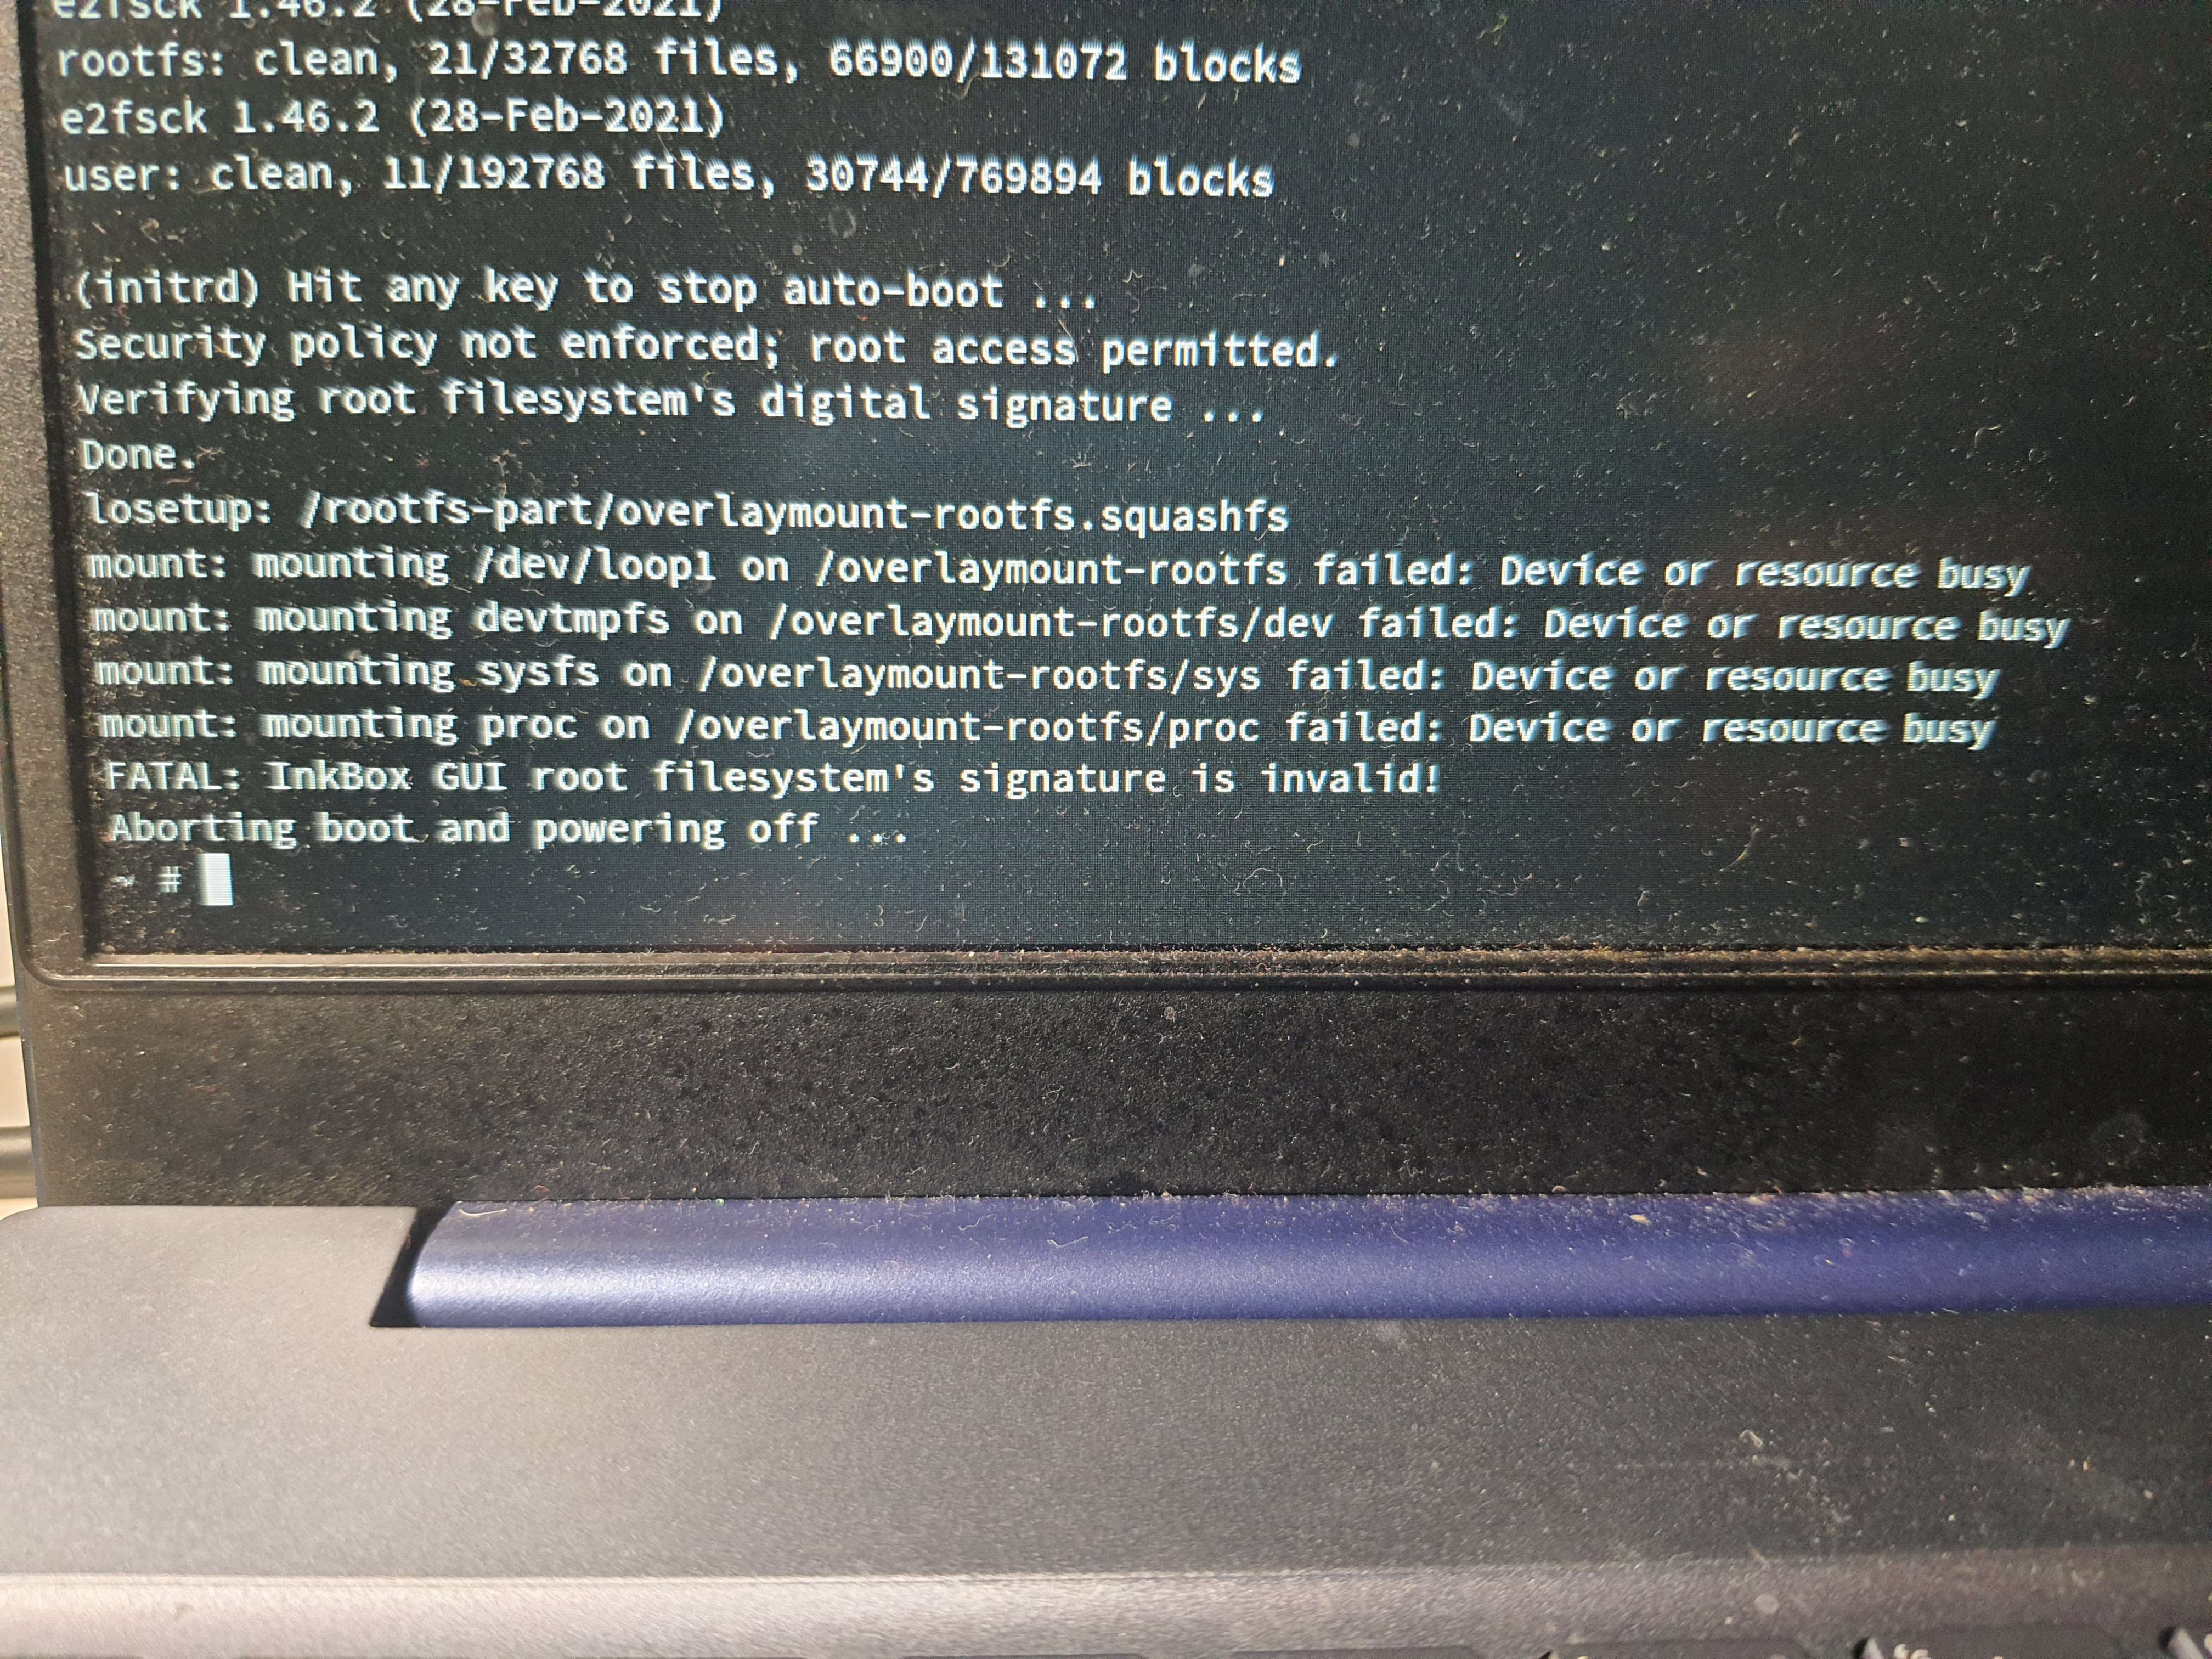 e2fsck 1.46.2 (28-Feb-2021)
rootfs: clean, 21/32768 files, 66900/131072 blocks
e2fsck 1.46.2 (28-Feb-2021)
user: clean, 11/192768 files, 30744/769894 blocks
(initrd) Hit any key to stop auto-boot ...
Security policy not enforced; root access permitted.
Verifying root filesystem's digital signature ...
Done.
losetup: /rootfs-part/overlaymount-rootfs.squashfs
mount: mounting /dev/loop1 on /overlaymount-rootfs failed: Device or resource busy
mount: mounting devtmpfs on /overlaymount-rootfs/dev failed: Device or resource busy
mount: mounting sysfs on /overlaymount-rootfs/sys failed: Device or resource busy
mount: mounting proc on /overlaymount-rootfs/proc failed: Device or resource busy
FATAL: InkBox GUI root filesystem's signature is invalid!
Aborting boot and powering off ...
~ #